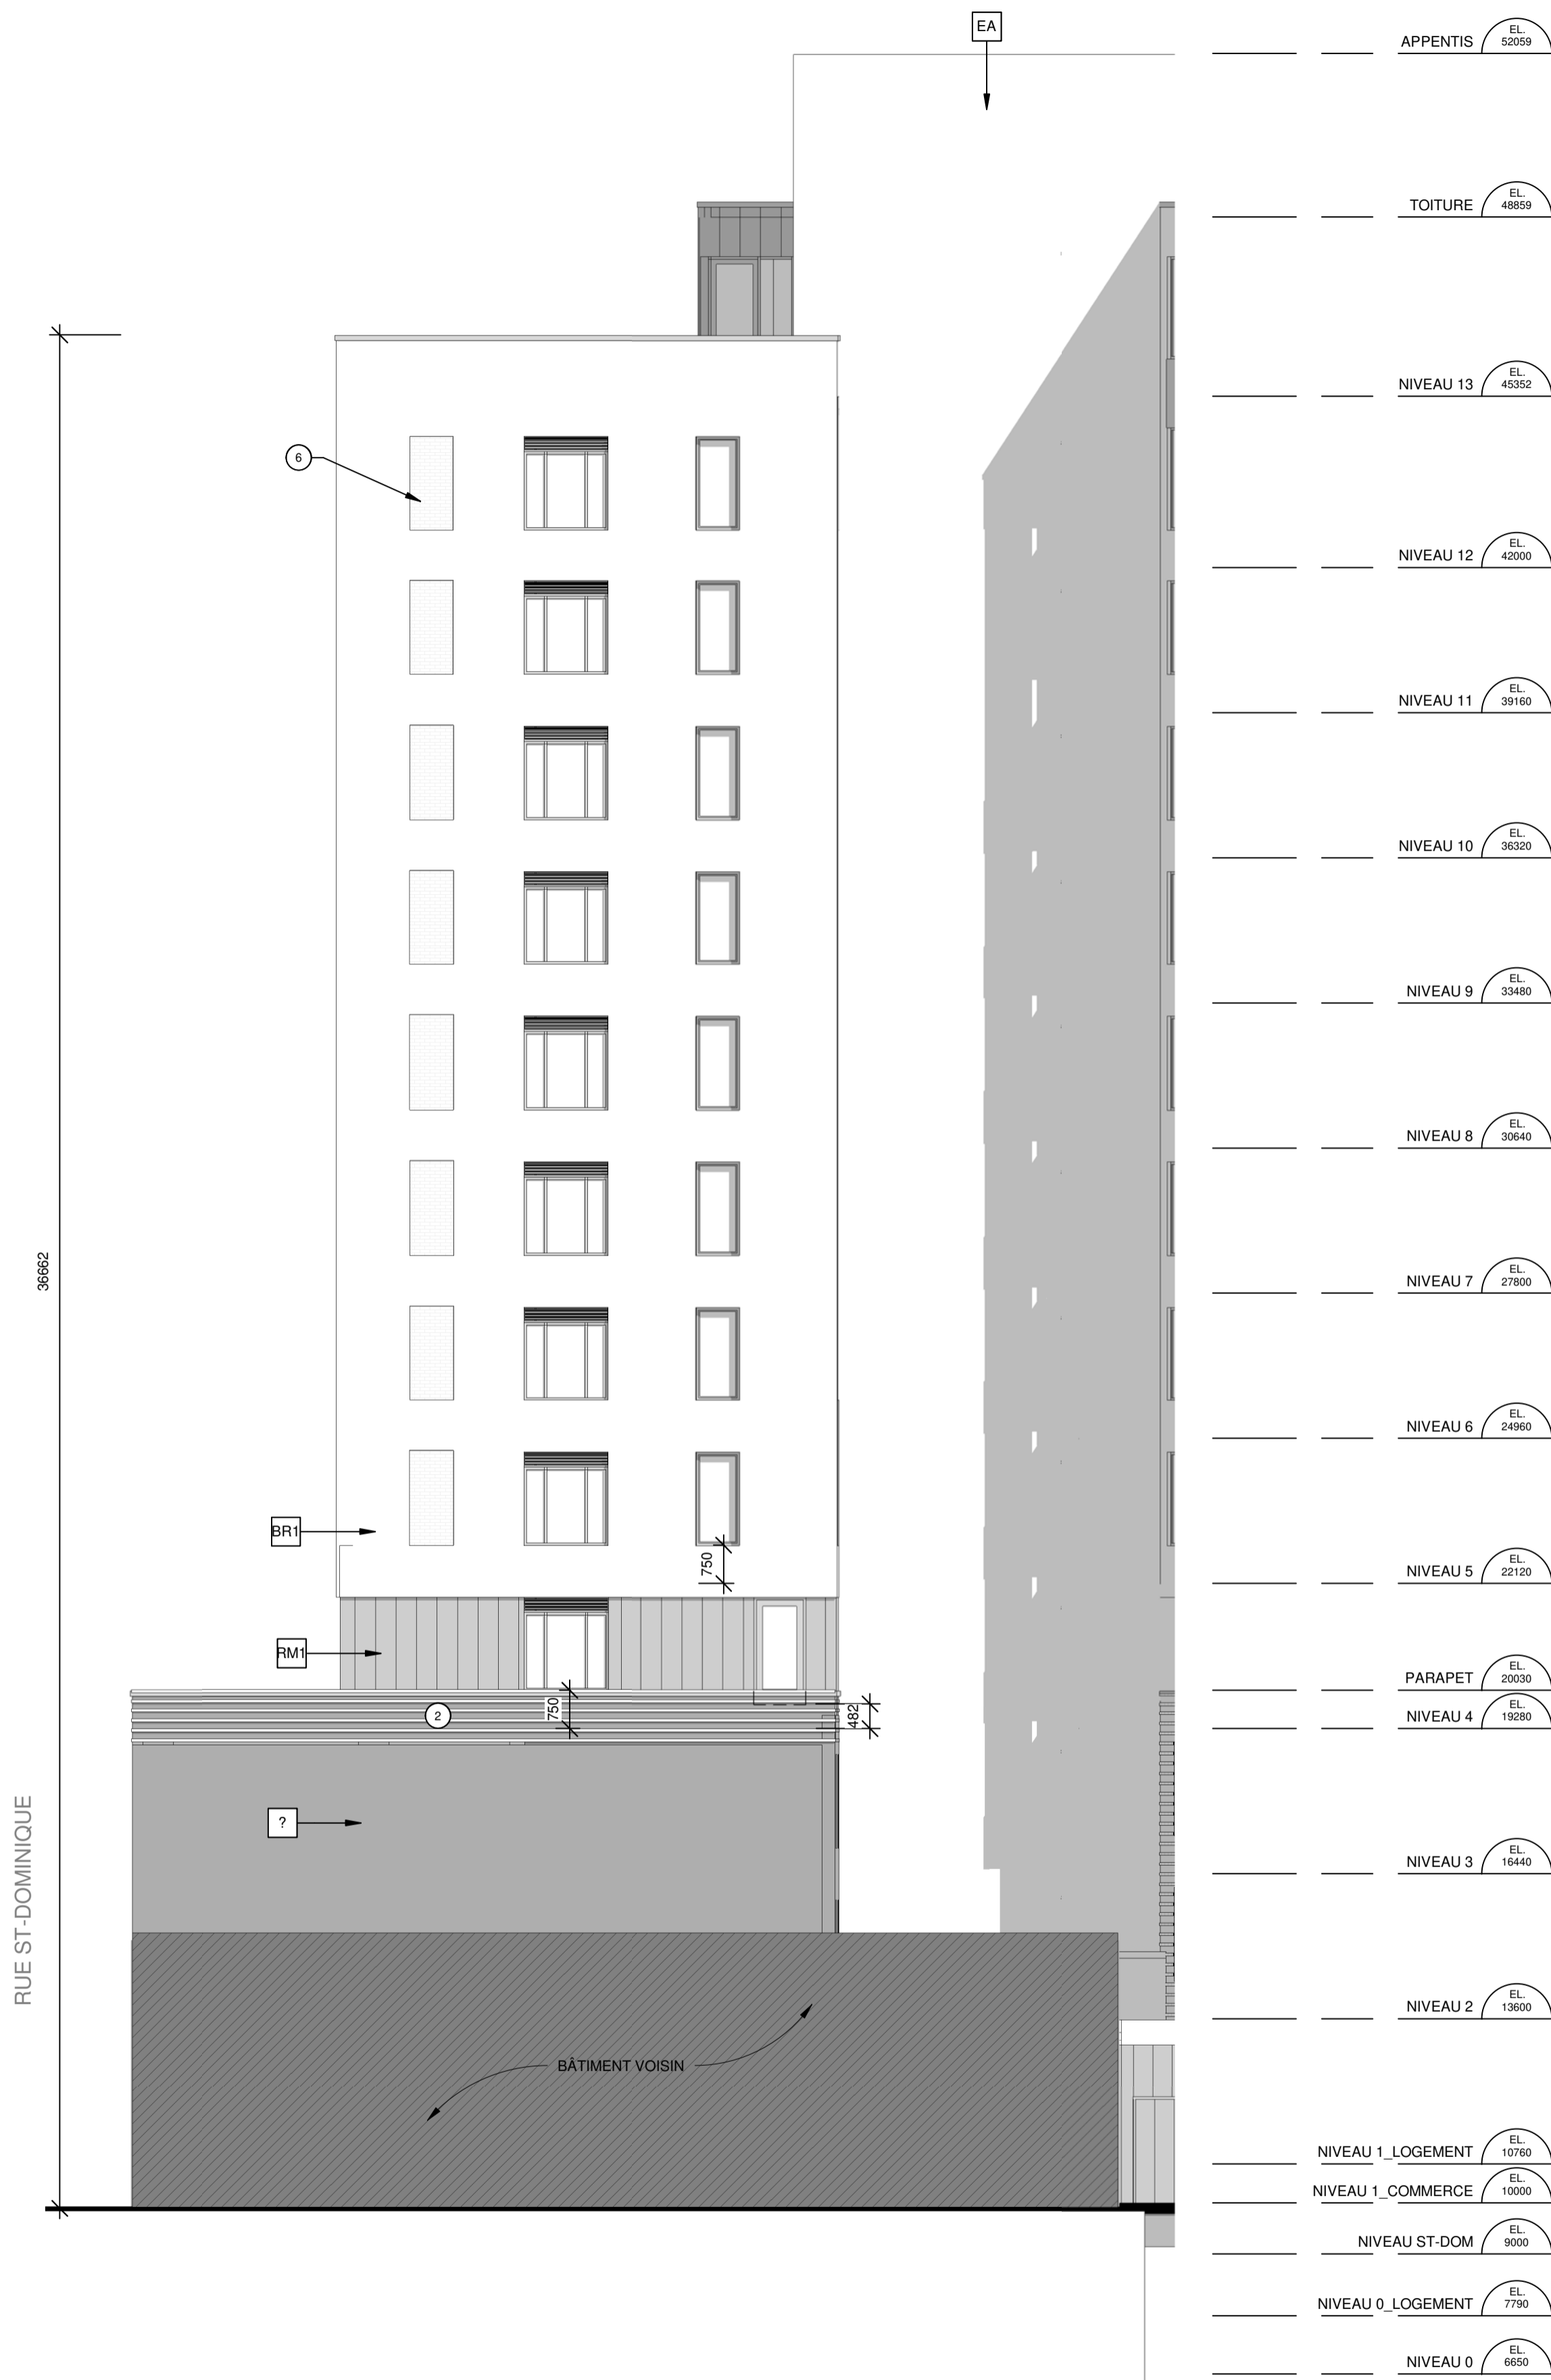 EA
APPENTIS
EL.
52059
TOITURE
EL.
48859
NIVEAU 13
EL.
45352
6
NIVEAU 12
EL.
42000
NIVEAU 11
EL.
39160
NIVEAU 10
EL.
36320
NIVEAU 9
EL.
33480
NIVEAU 8
EL.
30640
36662
NIVEAU 7
EL.
27800
NIVEAU 6
EL.
24960
BR1
750
NIVEAU 5
EL.
22120
RM1
PARAPET
EL.
20030
2
750
482
NIVEAU 4
EL.
19280
?
NIVEAU 3
EL.
16440
RUE ST-DOMINIQUE
NIVEAU 2
EL.
13600
BÂTIMENT VOISIN
NIVEAU 1_LOGEMENT
EL.
10760
NIVEAU 1_COMMERCE
EL.
10000
NIVEAU ST-DOM
EL.
9000
NIVEAU 0_LOGEMENT
EL.
7790
NIVEAU 0
EL.
6650